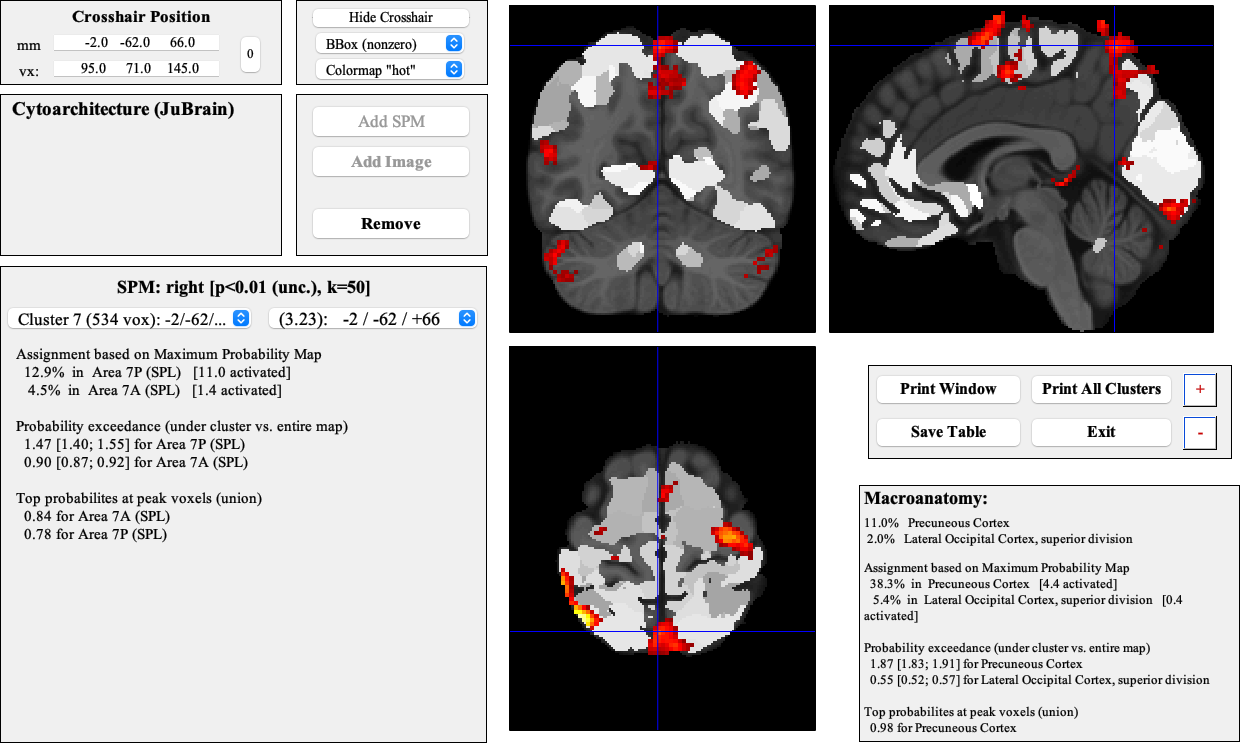 Crosshair Position
mm -2.0 -62.0 66.0
vx: 95.0 71.0 145.0
0
Hide Crosshair
BBox (nonzero)
Colormap "hot"
Cytoarchitecture (JuBrain)
Add SPM
Add Image
Remove
SPM: right [p<0.01 (unc.), k=50]
Cluster 7 (534 vox): -2/-62/...
(3.23): -2 / -62 / +66
Assignment based on Maximum Probability Map
12.9% in Area 7P (SPL) [11.0 activated]
4.5% in Area 7A (SPL) [1.4 activated]
Probability exceedance (under cluster vs. entire map)
1.47 [1.40; 1.55] for Area 7P (SPL)
0.90 [0.87; 0.92] for Area 7A (SPL)
Top probabilites at peak voxels (union)
0.84 for Area 7A (SPL)
0.78 for Area 7P (SPL)
Print Window
Print All Clusters
+
Save Table
Exit
-
Macroanatomy:
11.0% Precuneous Cortex
2.0% Lateral Occipital Cortex, superior division
Assignment based on Maximum Probability Map
38.3% in Precuneous Cortex [4.4 activated]
5.4% in Lateral Occipital Cortex, superior division [0.4
activated]
Probability exceedance (under cluster vs. entire map)
1.87 [1.83; 1.91] for Precuneous Cortex
0.55 [0.52; 0.57] for Lateral Occipital Cortex, superior division
Top probabilites at peak voxels (union)
0.98 for Precuneous Cortex